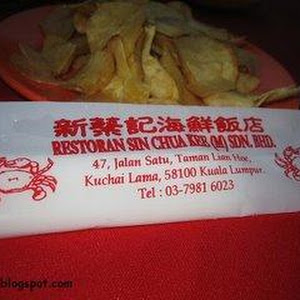 新葉記海鮮飯店
RESTORAN SIN CHUA KEE (M) SDN. BHD.
47, Jalan Satu, Taman Lian Hoe,
Kuchai Lama, 58100 Kuala Lumpur.
Tel : 03-7981 6023
blogspot.com